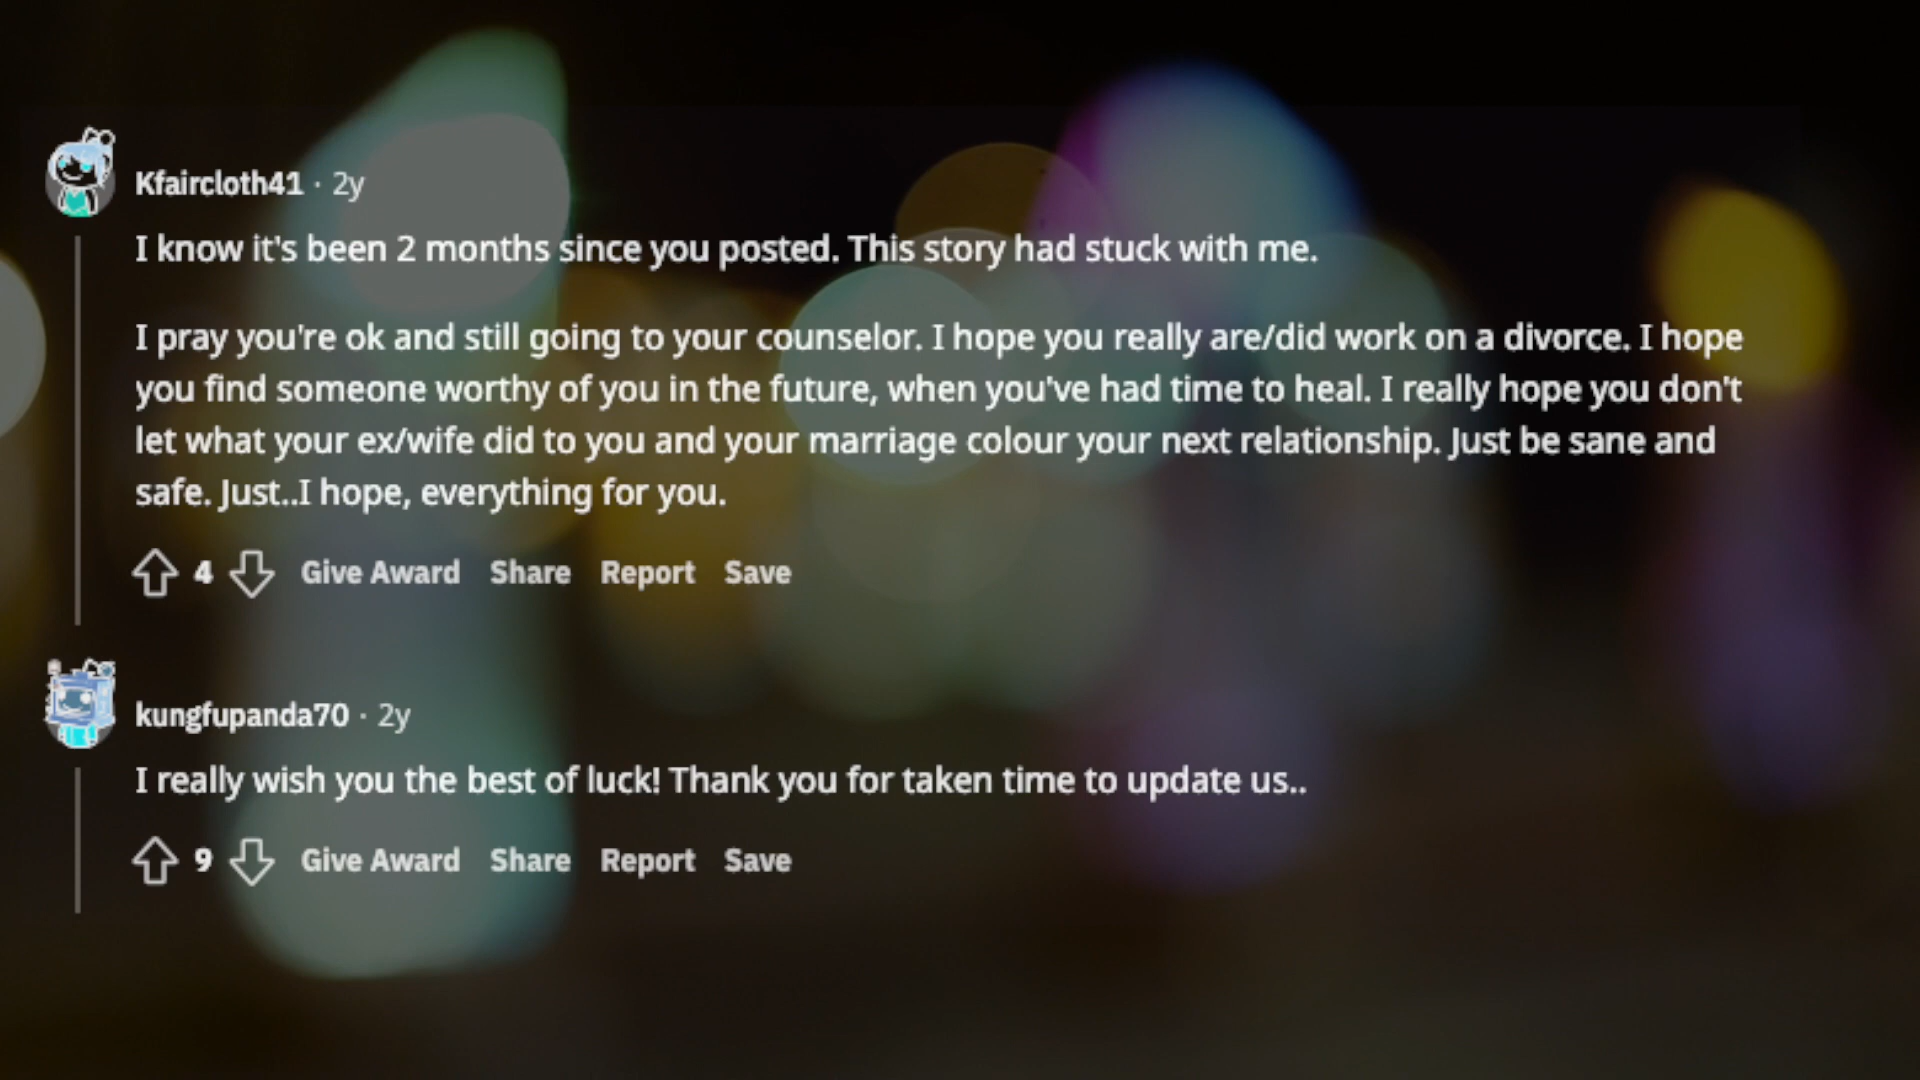 Kfaircloth41 · 2y
I know it's been 2 months since you posted. This story had stuck with me.
I pray you're ok and still going to your counselor. I hope you really are/did work on a divorce. I hope
you find someone worthy of you in the future, when you've had time to heal. I really hope you don't
let what your ex/wife did to you and your marriage colour your next relationship. Just be sane and
safe. Just..I hope, everything for you.
4 Give Award Share Report Save
kungfupanda70 · 2y
I really wish you the best of luck! Thank you for taken time to update us..
9 Give Award Share Report Save